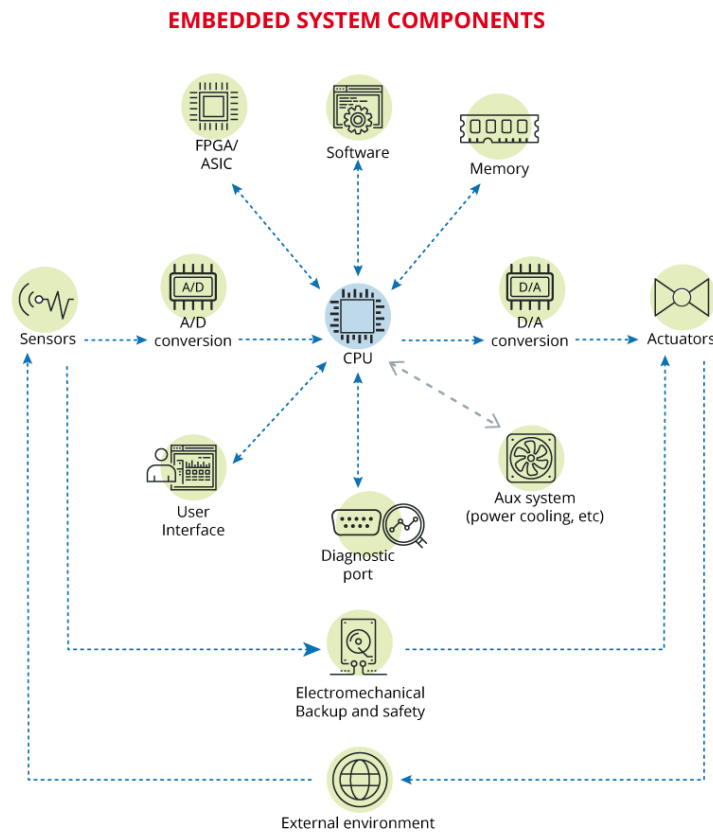 EMBEDDED SYSTEM COMPONENTS
FPGA/
ASIC
Software
Memory
A/D
D/A
Sensors
A/D
conversion
CPU
D/A
conversion
Actuators
User
Interface
Diagnostic
port
Aux system
(power cooling, etc)
Electromechanical
Backup and safety
External environment